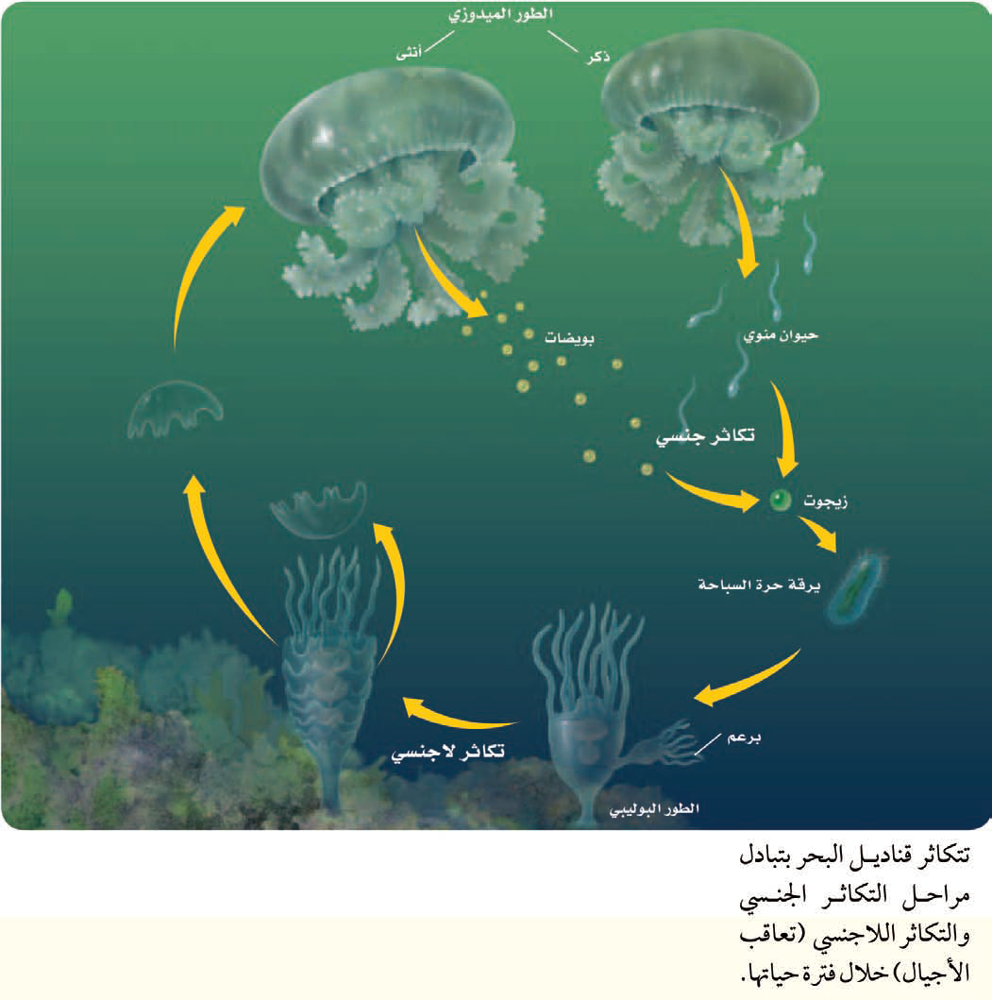 الطور الميدوزي
ذكر
أنثى
حيوان منوي
بويضات
تكاثر جنسي
زيجوت
يرقة حرة السباحة
برعم
تكاثر لاجنسي
الطور البوليبي
تتكاثر قناديل البحر بتبادل
مراحل التكاثر الجنسي
والتكاثر اللاجنسي (تعاقب
الأجيال) خلال فترة حياتها.